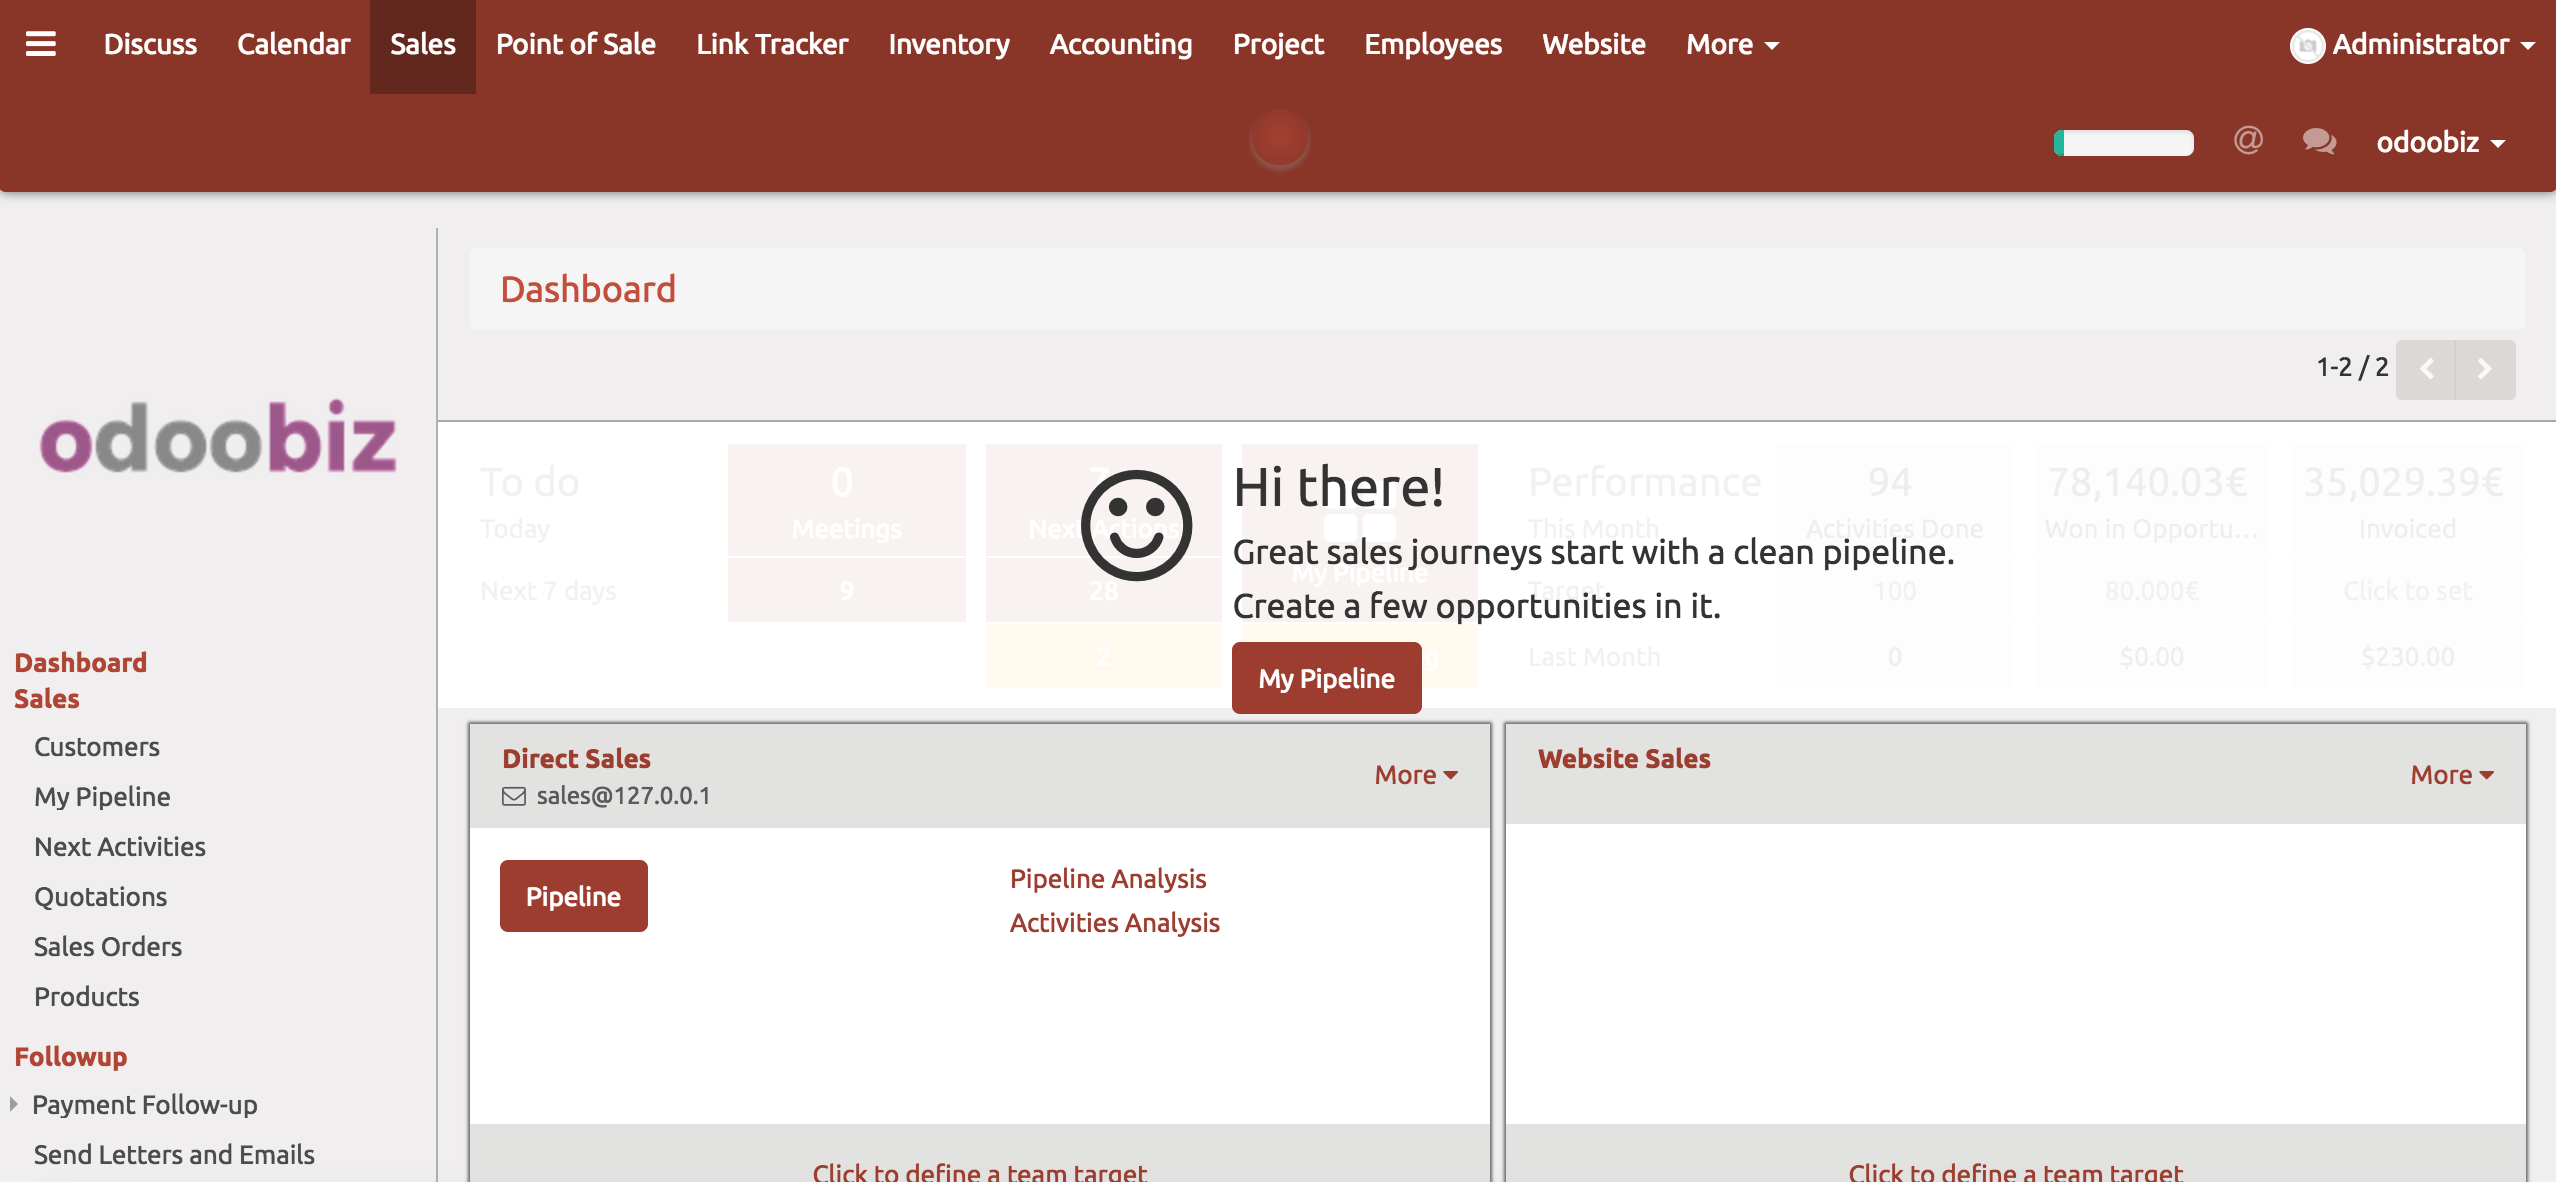 Discuss Calendar Sales Point of Sale Link Tracker Inventory Accounting Project Employees Website More Administrator
@ odoobiz
Dashboard
1-2 / 2
odoobiz
Dashboard
Sales
Customers
My Pipeline
Next Activities
Quotations
Sales Orders
Products
Followup
Payment Follow-up
Send Letters and Emails
To do 0 7 Performance 94 78,140.03€ 35,029.39€
Today Meetings Next Actions This Month Activities Done Won in Opportu... Invoiced
My Pipeline
Next 7 days 9 28 Target 100 80.000€ Click to set
2 Last Month 0 $0.00 $230.00
Hi there!
Great sales journeys start with a clean pipeline.
Create a few opportunities in it.
My Pipeline
Direct Sales
More
sales@127.0.0.1
Pipeline
Pipeline Analysis
Activities Analysis
Click to define a team target
Website Sales
More
Click to define a team target